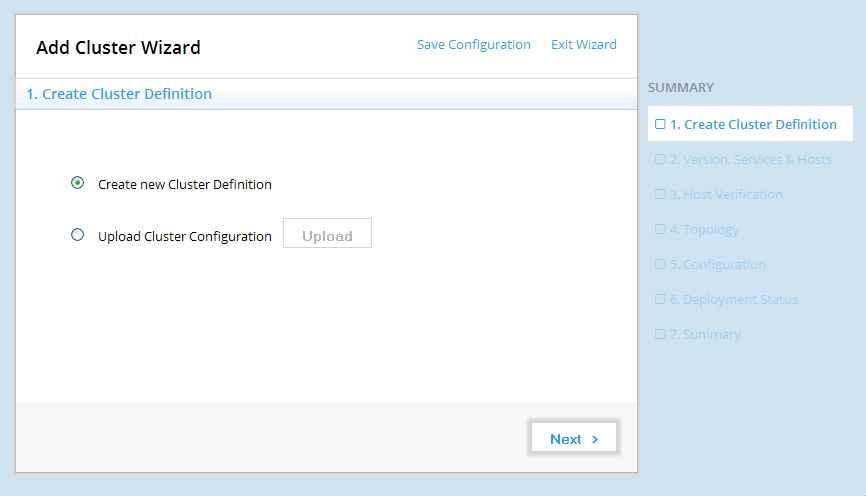 Add Cluster Wizard
Save Configuration
Exit Wizard
1. Create Cluster Definition
Create new Cluster Definition
Upload Cluster Configuration
Upload
Next >
SUMMARY
1. Create Cluster Definition
2. Version, Services & Hosts
3. Host Verification
4. Topology
5. Configuration
6. Deployment Status
7. Summary